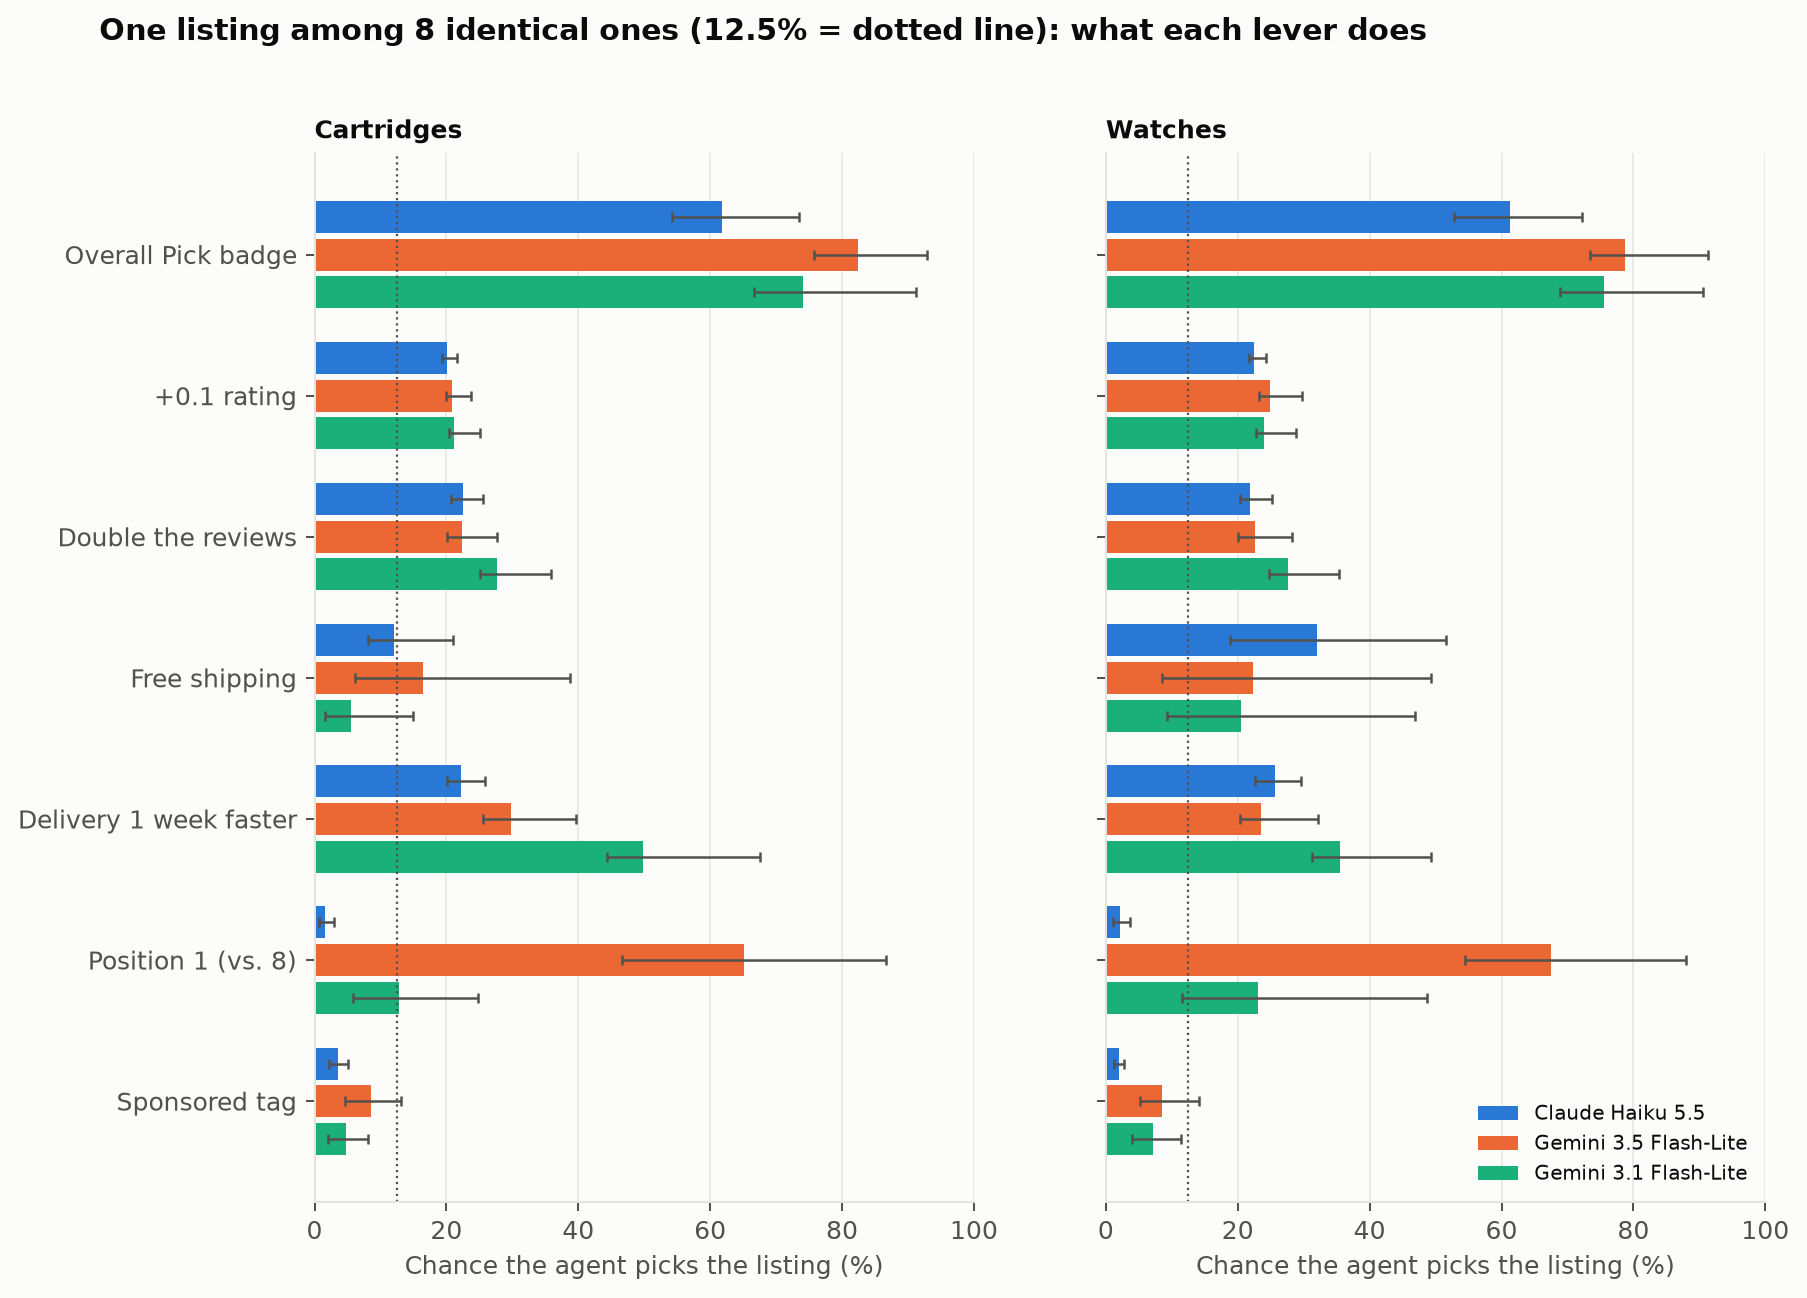 One listing among 8 identical ones (12.5% = dotted line): what each lever does
Cartridges
Watches
Overall Pick badge
+0.1 rating
Double the reviews
Free shipping
Delivery 1 week faster
Position 1 (vs. 8)
Sponsored tag
Claude Haiku 5.5
Gemini 3.5 Flash-Lite
Gemini 3.1 Flash-Lite
0 20 40 60 80 100
0 20 40 60 80 100
Chance the agent picks the listing (%)
Chance the agent picks the listing (%)